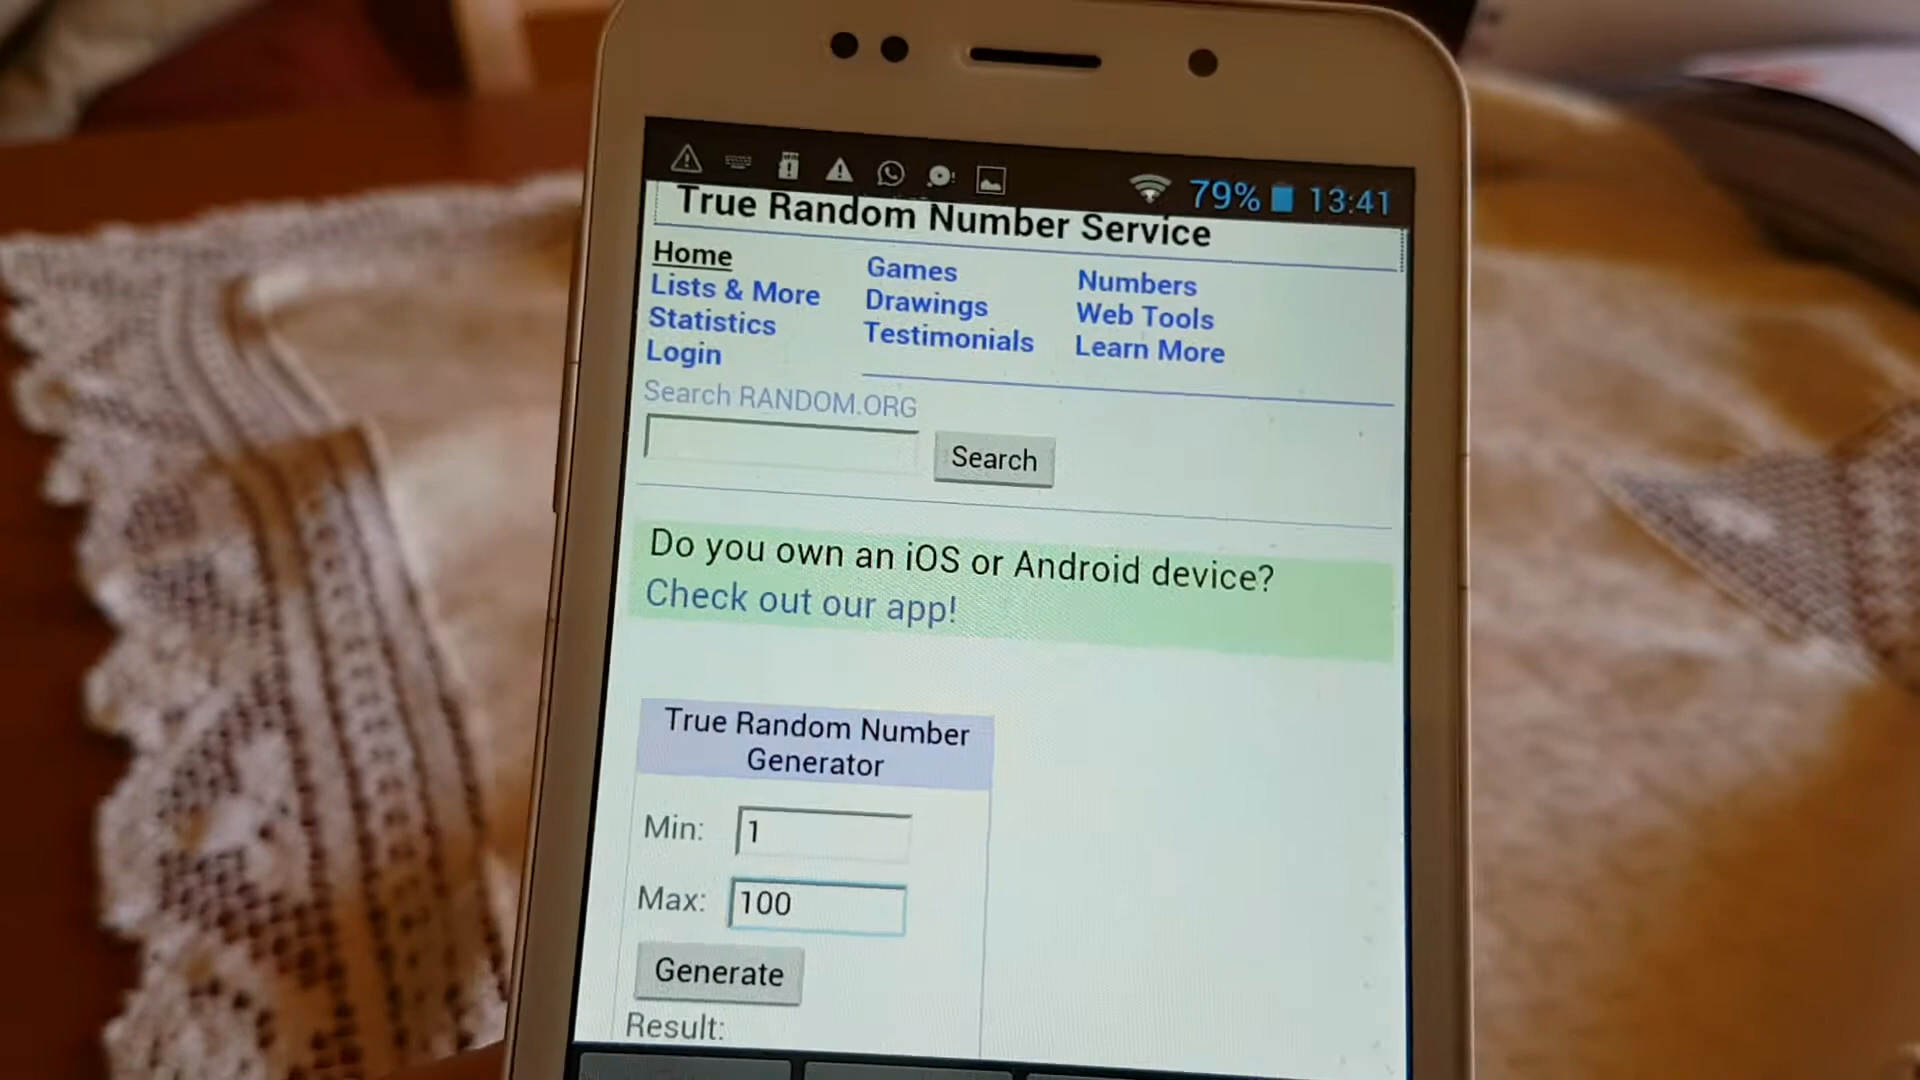 79% 13:41
True Random Number Service
Home
Games
Numbers
Lists & More
Drawings
Web Tools
Statistics
Testimonials
Learn More
Login
Search RANDOM.ORG
Search
Do you own an iOS or Android device?
Check out our app!
True Random Number
Generator
Min: 1
Max: 100
Generate
Result: